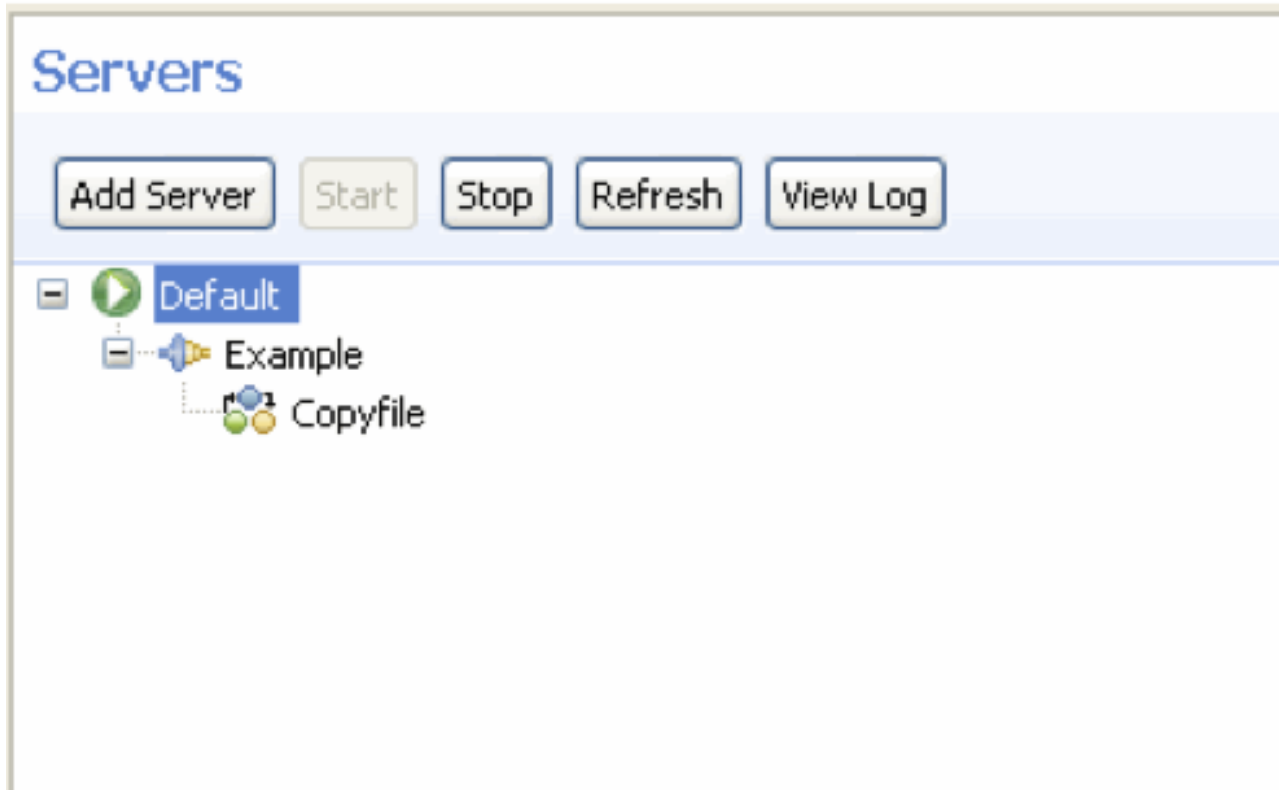 Servers
Add Server Start Stop Refresh View Log
Default
Example
Copyfile